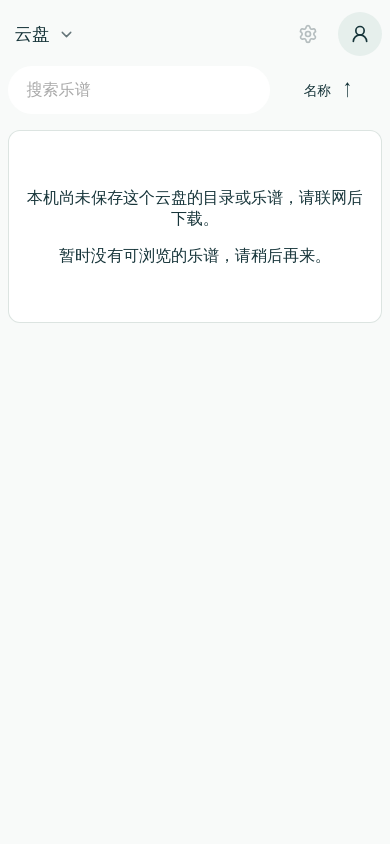 云盘
搜索乐谱
名称 ↑
本机尚未保存这个云盘的目录或乐谱，请联网后
下载。
暂时没有可浏览的乐谱，请稍后再来。